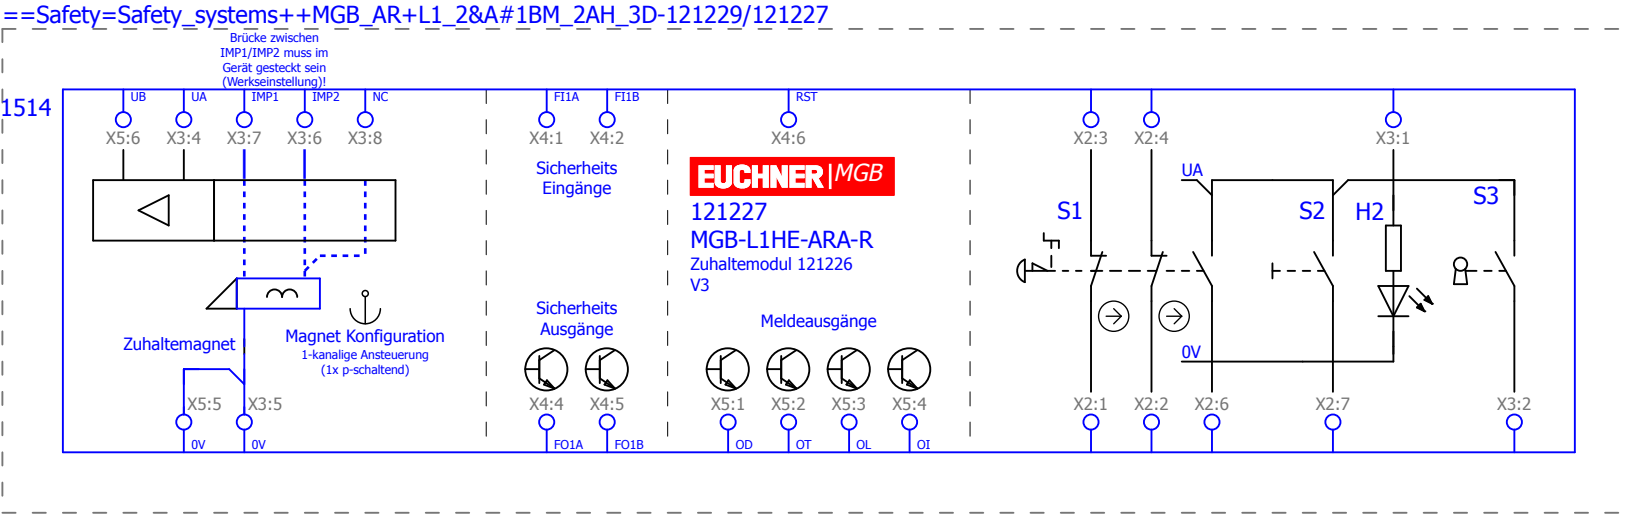 ==Safety=Safety_systems++MGB_AR+L1_2&A#1BM_2AH_3D-121229/121227
Brücke zwischen
IMP1/IMP2 muss im
Gerät gesteckt sein
(Werkseinstellung)!
1514
UB UA IMP1 IMP2 NC FI1A FI1B RST
X5:6 X3:4 X3:7 X3:6 X3:8 X4:1 X4:2 X4:6 X2:3 X2:4 X3:1
Sicherheits
Eingänge
EUCHNER|MGB
121227
MGB-L1HE-ARA-R
Zuhaltemodul 121226
V3
UA
S1 S2 H2 S3
Sicherheits
Ausgänge
Meldeausgänge
Zuhaltemagnet
Magnet Konfiguration
1-kanalige Ansteuerung
(1x p-schaltend)
0V
X5:5 X3:5 X4:4 X4:5 X5:1 X5:2 X5:3 X5:4 X2:1 X2:2 X2:6 X2:7 X3:2
0V 0V FO1A FO1B OD OT OL OI